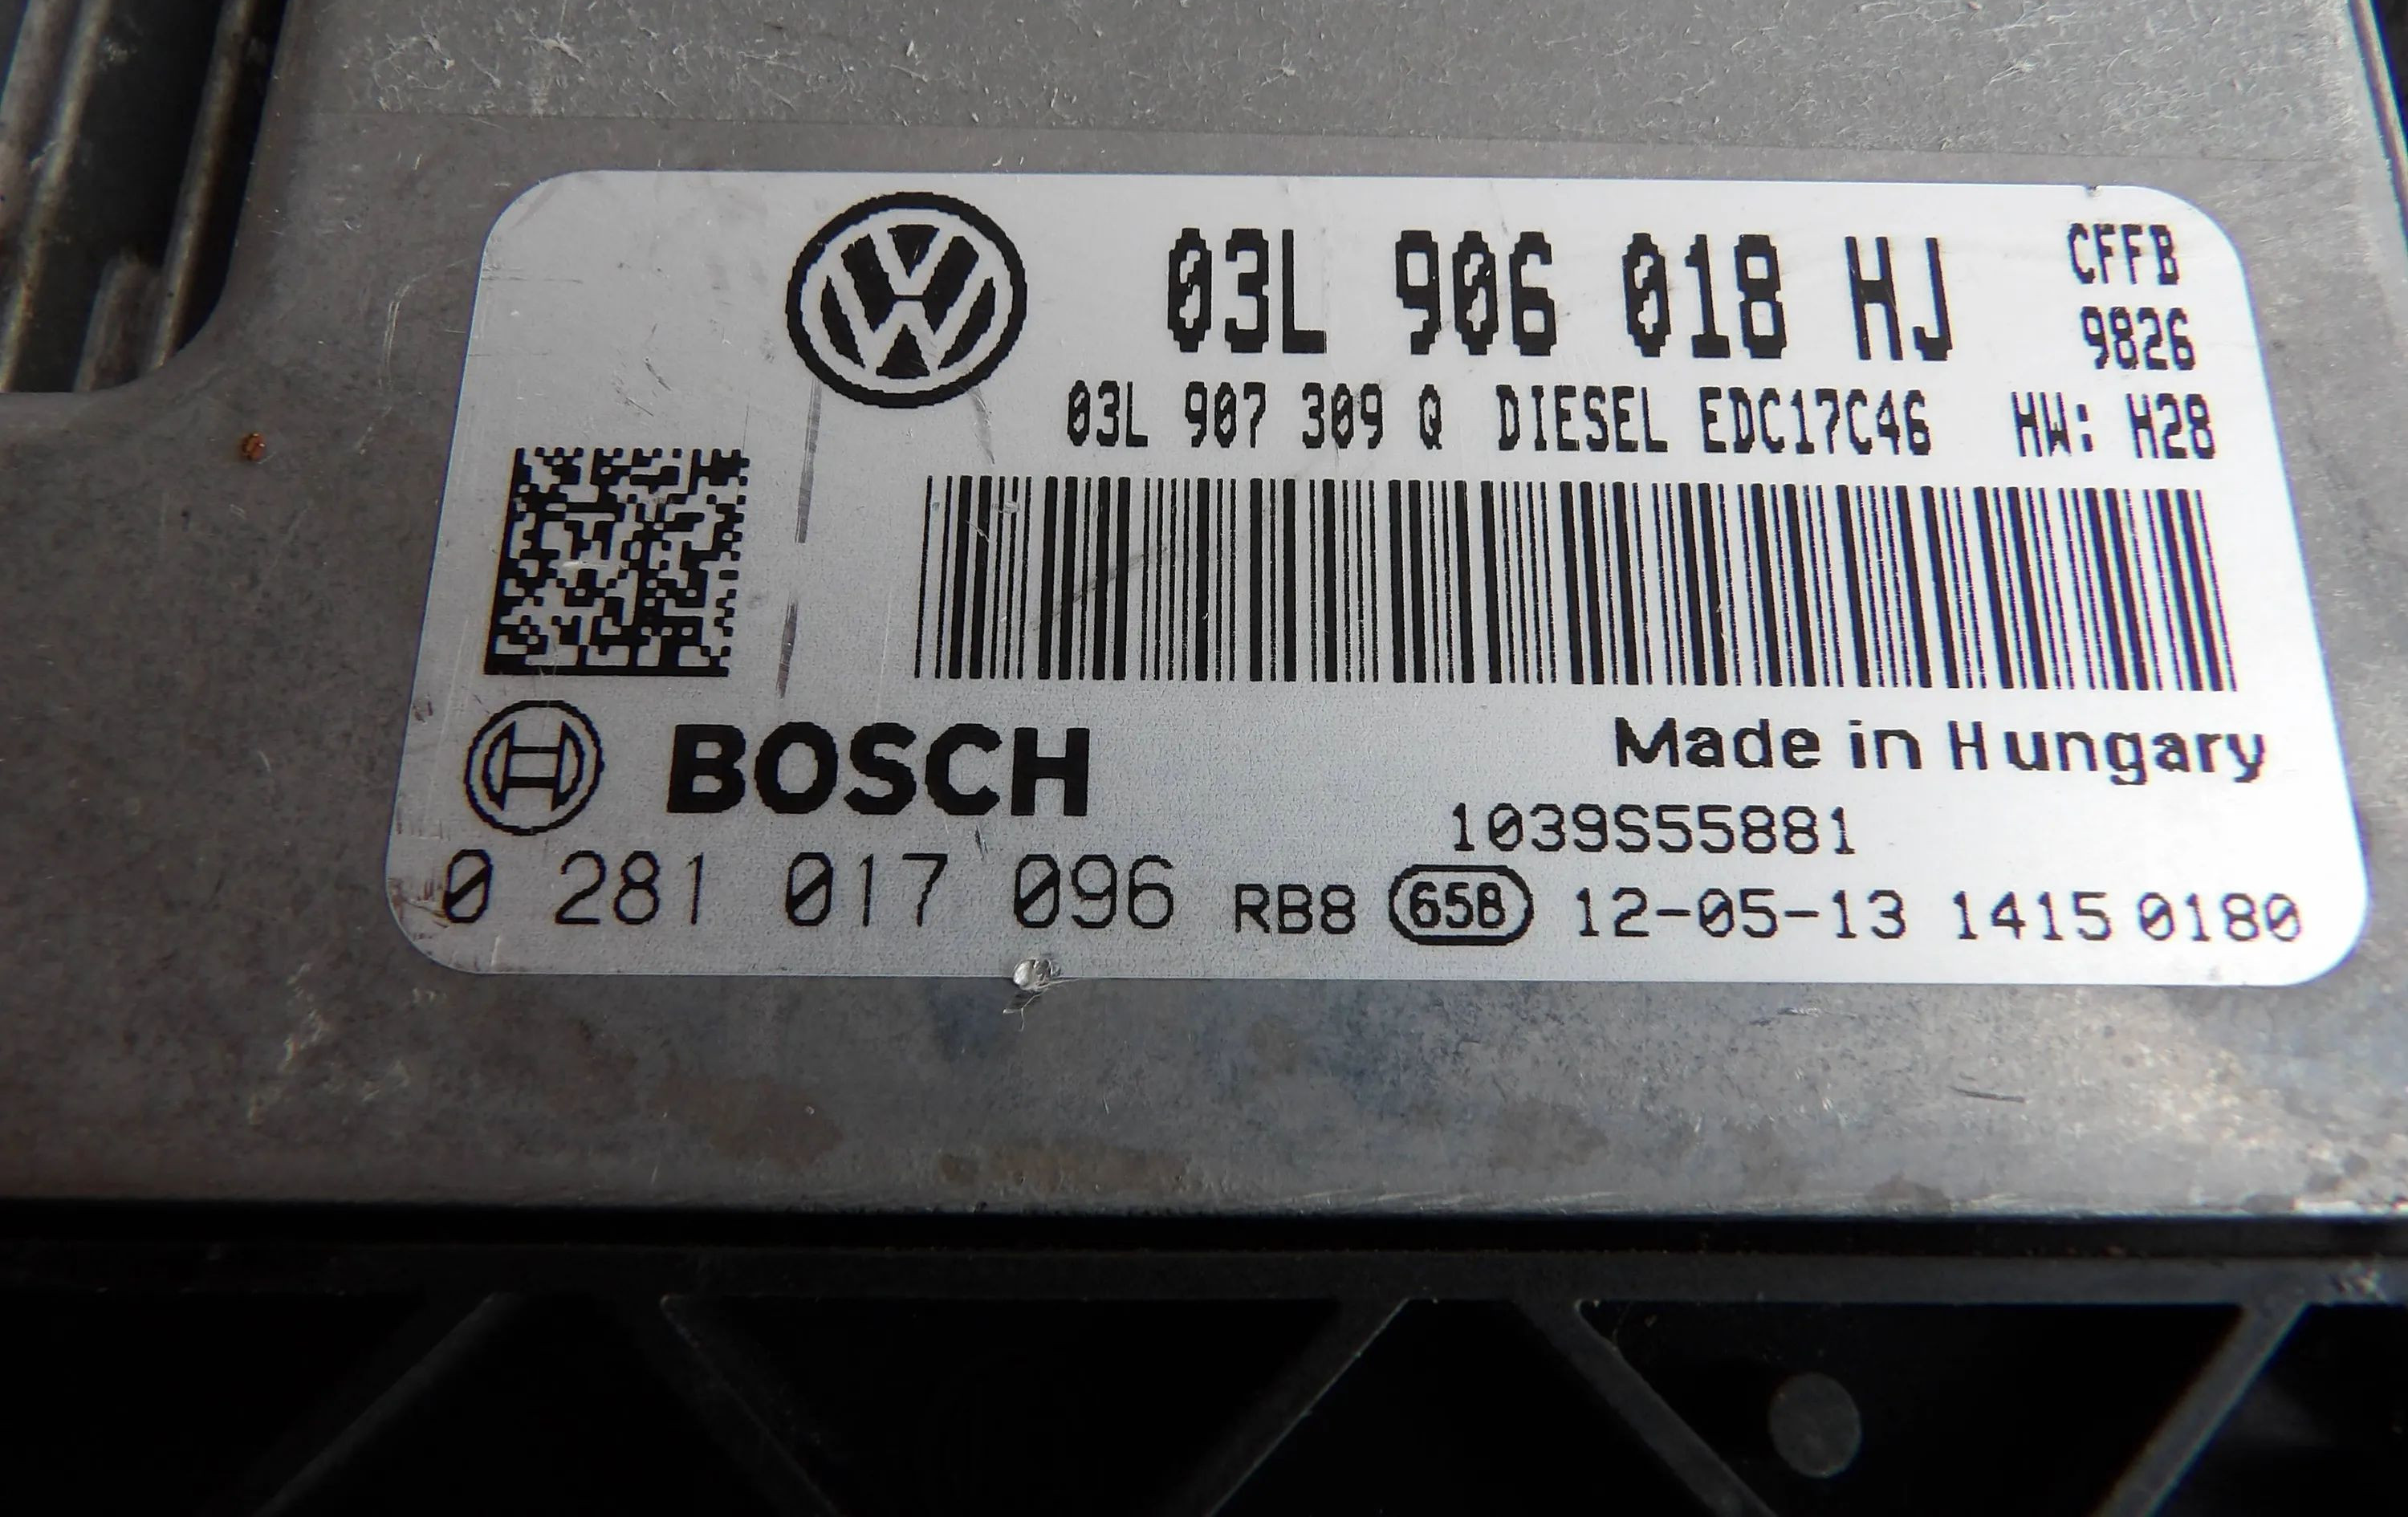 03L 906 018 HJ CFFB
9826
03L 907 309 Q DIESEL EDC17C46 HW: H28
BOSCH
Made in Hungary
1039S55881
0 281 017 096 RB8 658 12-05-13 1415 0180